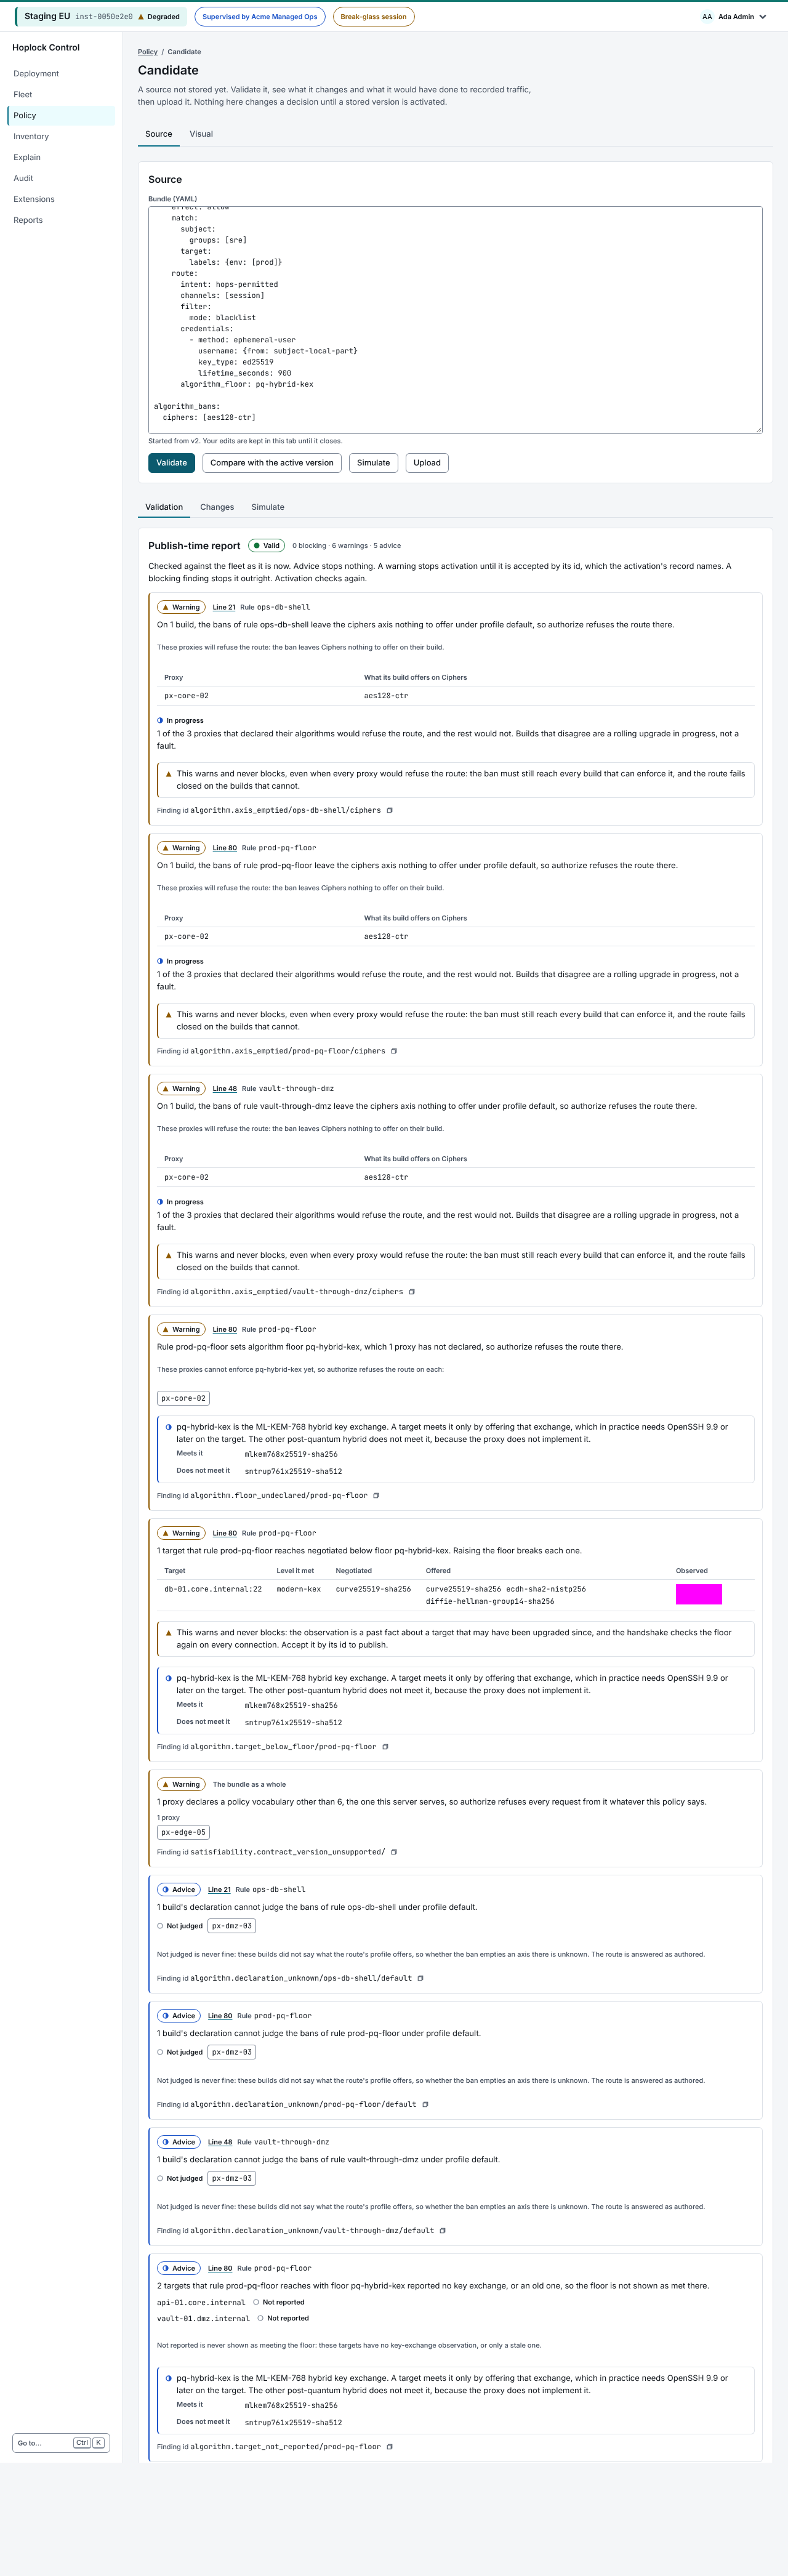 Staging EU inst-0050e2e0 Degraded Supervised by Acme Managed Ops Break-glass session AA Ada Admin
Hoplock Control
Deployment
Fleet
Policy
Inventory
Explain
Audit
Extensions
Reports
Go to... Ctrl K
Policy / Candidate
Candidate
A source not stored yet. Validate it, see what it changes and what it would have done to recorded traffic,
then upload it. Nothing here changes a decision until a stored version is activated.
Source Visual
Source
Bundle (YAML)
effect: allow
match:
subject:
groups: [sre]
target:
labels: {env: [prod]}
route:
intent: hops-permitted
channels: [session]
filter:
mode: blacklist
credentials:
- method: ephemeral-user
username: {from: subject-local-part}
key_type: ed25519
lifetime_seconds: 900
algorithm_floor: pq-hybrid-kex
algorithm_bans:
ciphers: [aes128-ctr]
Started from v2. Your edits are kept in this tab until it closes.
Validate Compare with the active version Simulate Upload
Validation Changes Simulate
Publish-time report Valid 0 blocking · 6 warnings · 5 advice
Checked against the fleet as it is now. Advice stops nothing. A warning stops activation until it is accepted by its id, which the activation's record names. A
blocking finding stops it outright. Activation checks again.
Warning Line 21 Rule ops-db-shell
On 1 build, the bans of rule ops-db-shell leave the ciphers axis nothing to offer under profile default, so authorize refuses the route there.
These proxies will refuse the route: the ban leaves Ciphers nothing to offer on their build.
Proxy What its build offers on Ciphers
px-core-02 aes128-ctr
In progress
1 of the 3 proxies that declared their algorithms would refuse the route, and the rest would not. Builds that disagree are a rolling upgrade in progress, not a
fault.
This warns and never blocks, even when every proxy would refuse the route: the ban must still reach every build that can enforce it, and the route fails
closed on the builds that cannot.
Finding id algorithm.axis_emptied/ops-db-shell/ciphers
Warning Line 80 Rule prod-pq-floor
On 1 build, the bans of rule prod-pq-floor leave the ciphers axis nothing to offer under profile default, so authorize refuses the route there.
These proxies will refuse the route: the ban leaves Ciphers nothing to offer on their build.
Proxy What its build offers on Ciphers
px-core-02 aes128-ctr
In progress
1 of the 3 proxies that declared their algorithms would refuse the route, and the rest would not. Builds that disagree are a rolling upgrade in progress, not a
fault.
This warns and never blocks, even when every proxy would refuse the route: the ban must still reach every build that can enforce it, and the route fails
closed on the builds that cannot.
Finding id algorithm.axis_emptied/prod-pq-floor/ciphers
Warning Line 48 Rule vault-through-dmz
On 1 build, the bans of rule vault-through-dmz leave the ciphers axis nothing to offer under profile default, so authorize refuses the route there.
These proxies will refuse the route: the ban leaves Ciphers nothing to offer on their build.
Proxy What its build offers on Ciphers
px-core-02 aes128-ctr
In progress
1 of the 3 proxies that declared their algorithms would refuse the route, and the rest would not. Builds that disagree are a rolling upgrade in progress, not a
fault.
This warns and never blocks, even when every proxy would refuse the route: the ban must still reach every build that can enforce it, and the route fails
closed on the builds that cannot.
Finding id algorithm.axis_emptied/vault-through-dmz/ciphers
Warning Line 80 Rule prod-pq-floor
Rule prod-pq-floor sets algorithm floor pq-hybrid-kex, which 1 proxy has not declared, so authorize refuses the route there.
These proxies cannot enforce pq-hybrid-kex yet, so authorize refuses the route on each:
px-core-02
pq-hybrid-kex is the ML-KEM-768 hybrid key exchange. A target meets it only by offering that exchange, which in practice needs OpenSSH 9.9 or
later on the target. The other post-quantum hybrid does not meet it, because the proxy does not implement it.
Meets it mlkem768x25519-sha256
Does not meet it sntrup761x25519-sha512
Finding id algorithm.floor_undeclared/prod-pq-floor
Warning Line 80 Rule prod-pq-floor
1 target that rule prod-pq-floor reaches negotiated below floor pq-hybrid-kex. Raising the floor breaks each one.
Target Level it met Negotiated Offered Observed
db-01.core.internal:22 modern-kex curve25519-sha256 curve25519-sha256 ecdh-sha2-nistp256
diffie-hellman-group14-sha256
This warns and never blocks: the observation is a past fact about a target that may have been upgraded since, and the handshake checks the floor
again on every connection. Accept it by its id to publish.
pq-hybrid-kex is the ML-KEM-768 hybrid key exchange. A target meets it only by offering that exchange, which in practice needs OpenSSH 9.9 or
later on the target. The other post-quantum hybrid does not meet it, because the proxy does not implement it.
Meets it mlkem768x25519-sha256
Does not meet it sntrup761x25519-sha512
Finding id algorithm.target_below_floor/prod-pq-floor
Warning The bundle as a whole
1 proxy declares a policy vocabulary other than 6, the one this server serves, so authorize refuses every request from it whatever this policy says.
1 proxy
px-edge-05
Finding id satisfiability.contract_version_unsupported/
Advice Line 21 Rule ops-db-shell
1 build's declaration cannot judge the bans of rule ops-db-shell under profile default.
Not judged px-dmz-03
Not judged is never fine: these builds did not say what the route's profile offers, so whether the ban empties an axis there is unknown. The route is answered as authored.
Finding id algorithm.declaration_unknown/ops-db-shell/default
Advice Line 80 Rule prod-pq-floor
1 build's declaration cannot judge the bans of rule prod-pq-floor under profile default.
Not judged px-dmz-03
Not judged is never fine: these builds did not say what the route's profile offers, so whether the ban empties an axis there is unknown. The route is answered as authored.
Finding id algorithm.declaration_unknown/prod-pq-floor/default
Advice Line 48 Rule vault-through-dmz
1 build's declaration cannot judge the bans of rule vault-through-dmz under profile default.
Not judged px-dmz-03
Not judged is never fine: these builds did not say what the route's profile offers, so whether the ban empties an axis there is unknown. The route is answered as authored.
Finding id algorithm.declaration_unknown/vault-through-dmz/default
Advice Line 80 Rule prod-pq-floor
2 targets that rule prod-pq-floor reaches with floor pq-hybrid-kex reported no key exchange, or an old one, so the floor is not shown as met there.
api-01.core.internal Not reported
vault-01.dmz.internal Not reported
Not reported is never shown as meeting the floor: these targets have no key-exchange observation, or only a stale one.
pq-hybrid-kex is the ML-KEM-768 hybrid key exchange. A target meets it only by offering that exchange, which in practice needs OpenSSH 9.9 or
later on the target. The other post-quantum hybrid does not meet it, because the proxy does not implement it.
Meets it mlkem768x25519-sha256
Does not meet it sntrup761x25519-sha512
Finding id algorithm.target_not_reported/prod-pq-floor